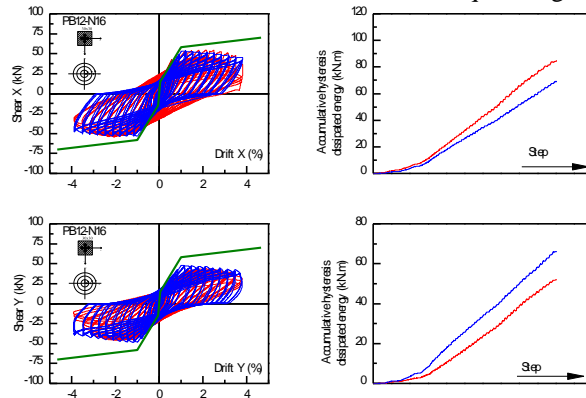 PB12-N16
Shear X (kN)
100
75
50
25
0
-25
-50
-75
-100
Drift X (%)
-4 -2 0 2 4
Accumulative hysteresis
dissipated energy (kN.m)
120
100
80
60
40
20
0
Step
PB12-N16
Shear Y (kN)
100
75
50
25
0
-25
-50
-75
-100
Drift Y (%)
-4 -2 0 2 4
Accumulative hysteresis
dissipated energy (kN.m)
80
60
40
20
0
Step